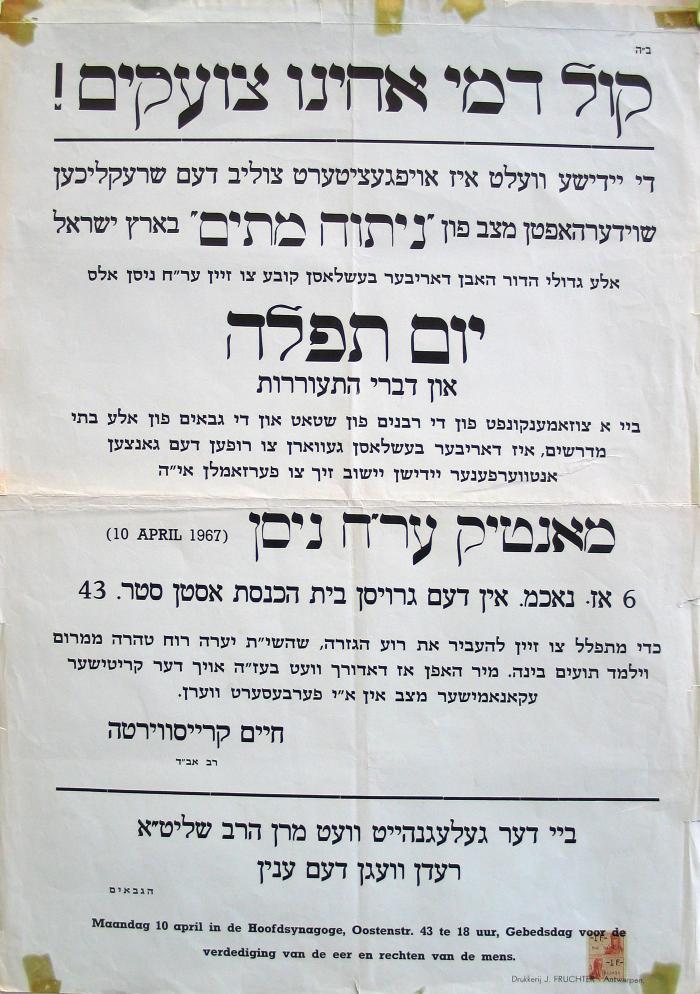 ב״ה
קול דמי אחינו צועקים!
די יידישע וועלט איז אויפגעציטערט צוליב דעם שרעקליכען
שוידערהאפטן מצב פון "ניתוח מתים" בארץ ישראל
אלע גדולי הדור האבן דאריבער בעשלאסן קובע צו זיין ער״ח ניסן אלס
יום תפלה
און דברי התעוררות
ביי א צוזאמענקונפט פון די רבנים פון שטאט און די גבאים פון אלע בתי
מדרשים, איז דאריבער בעשלאסן געווארן צו רופען דעם גאנצען
אנטווערפענער יידישן יישוב זיך צו פערזאמלן אי״ה
מאנטיק ער״ח ניסן (10 APRIL 1967)
6 אז. נאכמ. אין דעם גרויסן בית הכנסת אסטן סטר. 43
כדי מתפלל צו זיין להעביר את רוע הגזרה, שהשי״ת יערה רוח טהרה ממרום
וילמד תועים בינה. מיר האפן אז דאדורך וועט בעז״ה אויך דער קריטישער
עקאנאמישער מצב אין א״י פערבעסערט ווערן.
חיים קרייסווירטה
רב אב״ד
ביי דער געלעגנהייט וועט מרן הרב שליט״א
רעדן וועגן דעם ענין
הגבאים
Maandag 10 april in de Hoofdsynagoge, Oostenstr. 43 te 18 uur, Gebedsdag voor de
verdediging van de eer en rechten van de mens.
Drukkerij J. FRUCHTER - Antwerpen.